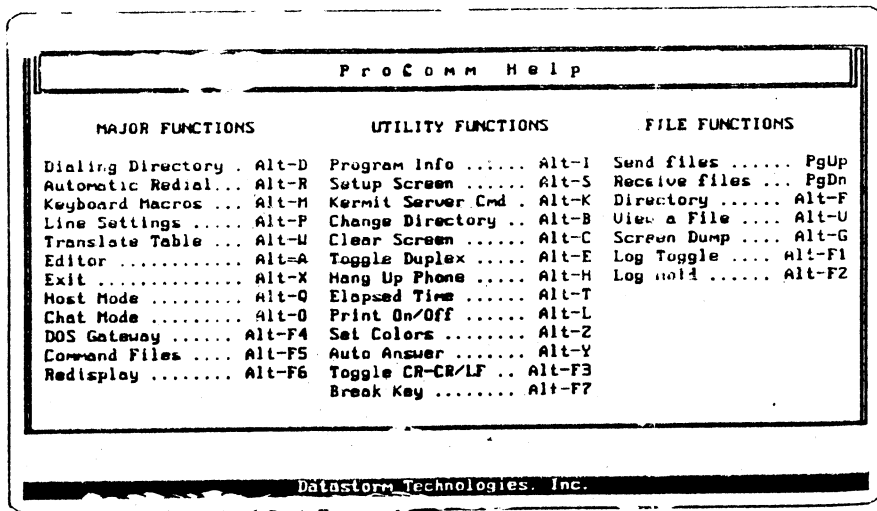 ProComm Help
MAJOR FUNCTIONS
Dialing Directory . Alt-D
Automatic Redial... Alt-R
Keyboard Macros ... Alt-M
Line Settings ..... Alt-P
Translate Table ... Alt-W
Editor ............ Alt=A
Exit .............. Alt-X
Host Mode ......... Alt-Q
Chat Mode ......... Alt-O
DOS Gateway ...... Alt-F4
Command Files .... Alt-F5
Redisplay ........ Alt-F6
UTILITY FUNCTIONS
Program Info ...... Alt-I
Setup Screen ...... Alt-S
Kermit Server Cmd . Alt-K
Change Directory .. Alt-B
Clear Screen ...... Alt-C
Toggle Duplex ..... Alt-E
Hang Up Phone ..... Alt-H
Elapsed Time ...... Alt-T
Print On/Off ...... Alt-L
Set Colors ........ Alt-Z
Auto Answer ....... Alt-Y
Toggle CR-CR/LF .. Alt-F3
Break Key ........ Alt-F7
FILE FUNCTIONS
Send files ...... PgUp
Receive files ... PgDn
Directory ...... Alt-F
View a File .... Alt-V
Screen Dump .... Alt-G
Log Toggle .... Alt-F1
Log Hold ...... Alt-F2
Datastorm Technologies. Inc.